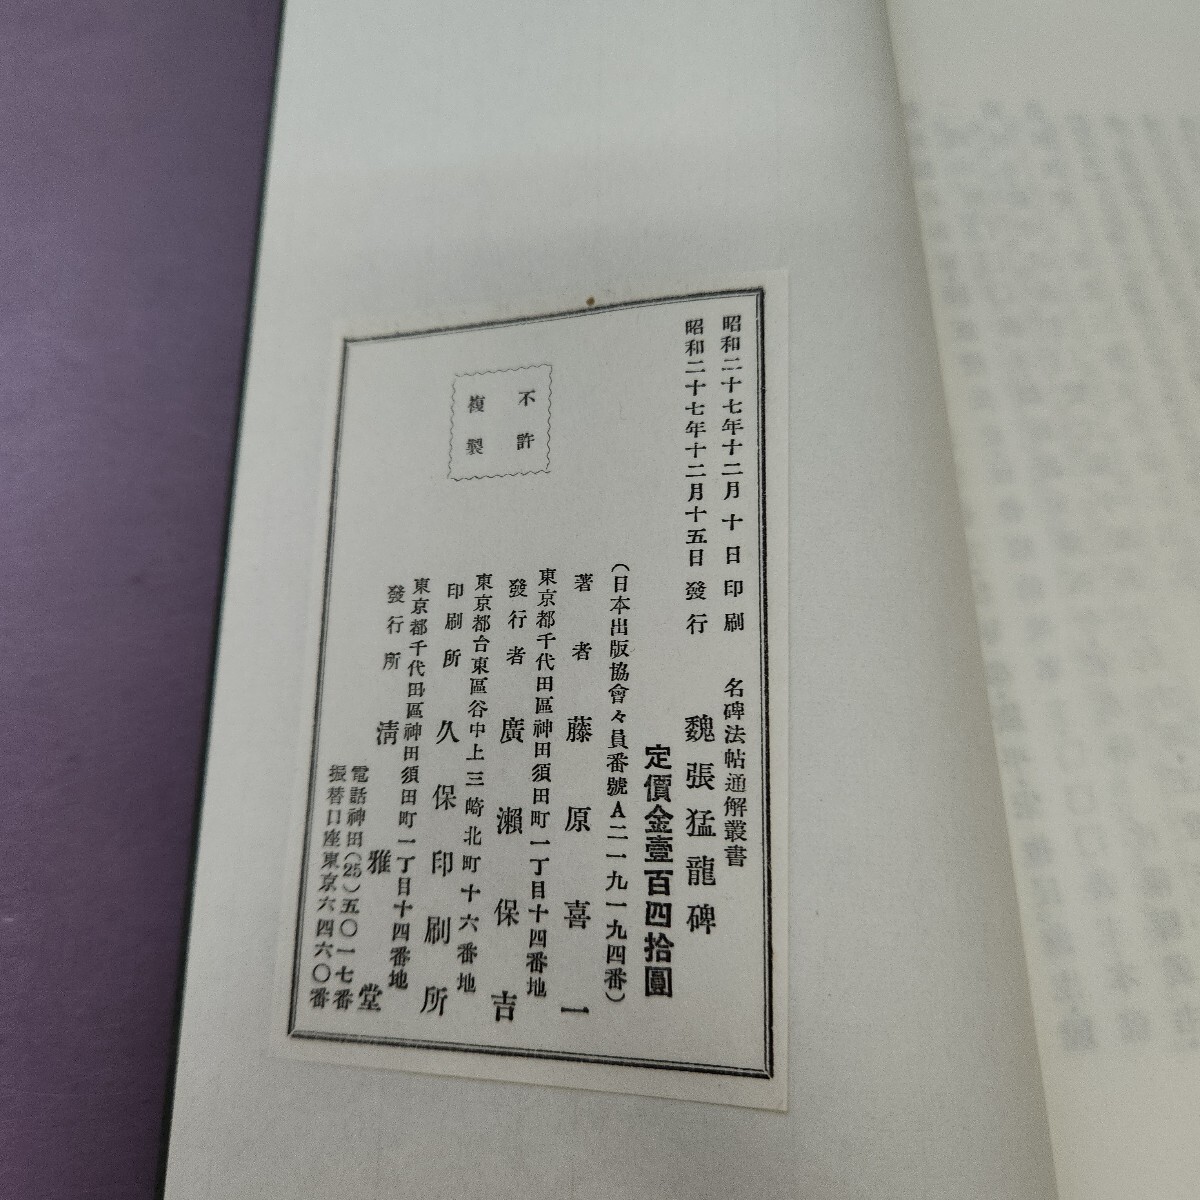 昭和二十七年十二月十日印刷
昭和二十七年十二月十五日發行
名碑法帖通解叢書
魏張猛龍碑
定價金壹百四拾圓
(日本出版協會々員番號A二一九一九四番)
著者 藤原喜一
東京都千代田區神田須田町一丁目十四番地
發行者 廣瀨保吉
東京都台東區谷中上三崎北町十六番地
印刷所 久保印刷所
東京都千代田區神田須田町一丁目十四番地
發行所 淸雅堂
電話神田(25)五〇一七番
振替口座東京六四六〇番
不許
複製